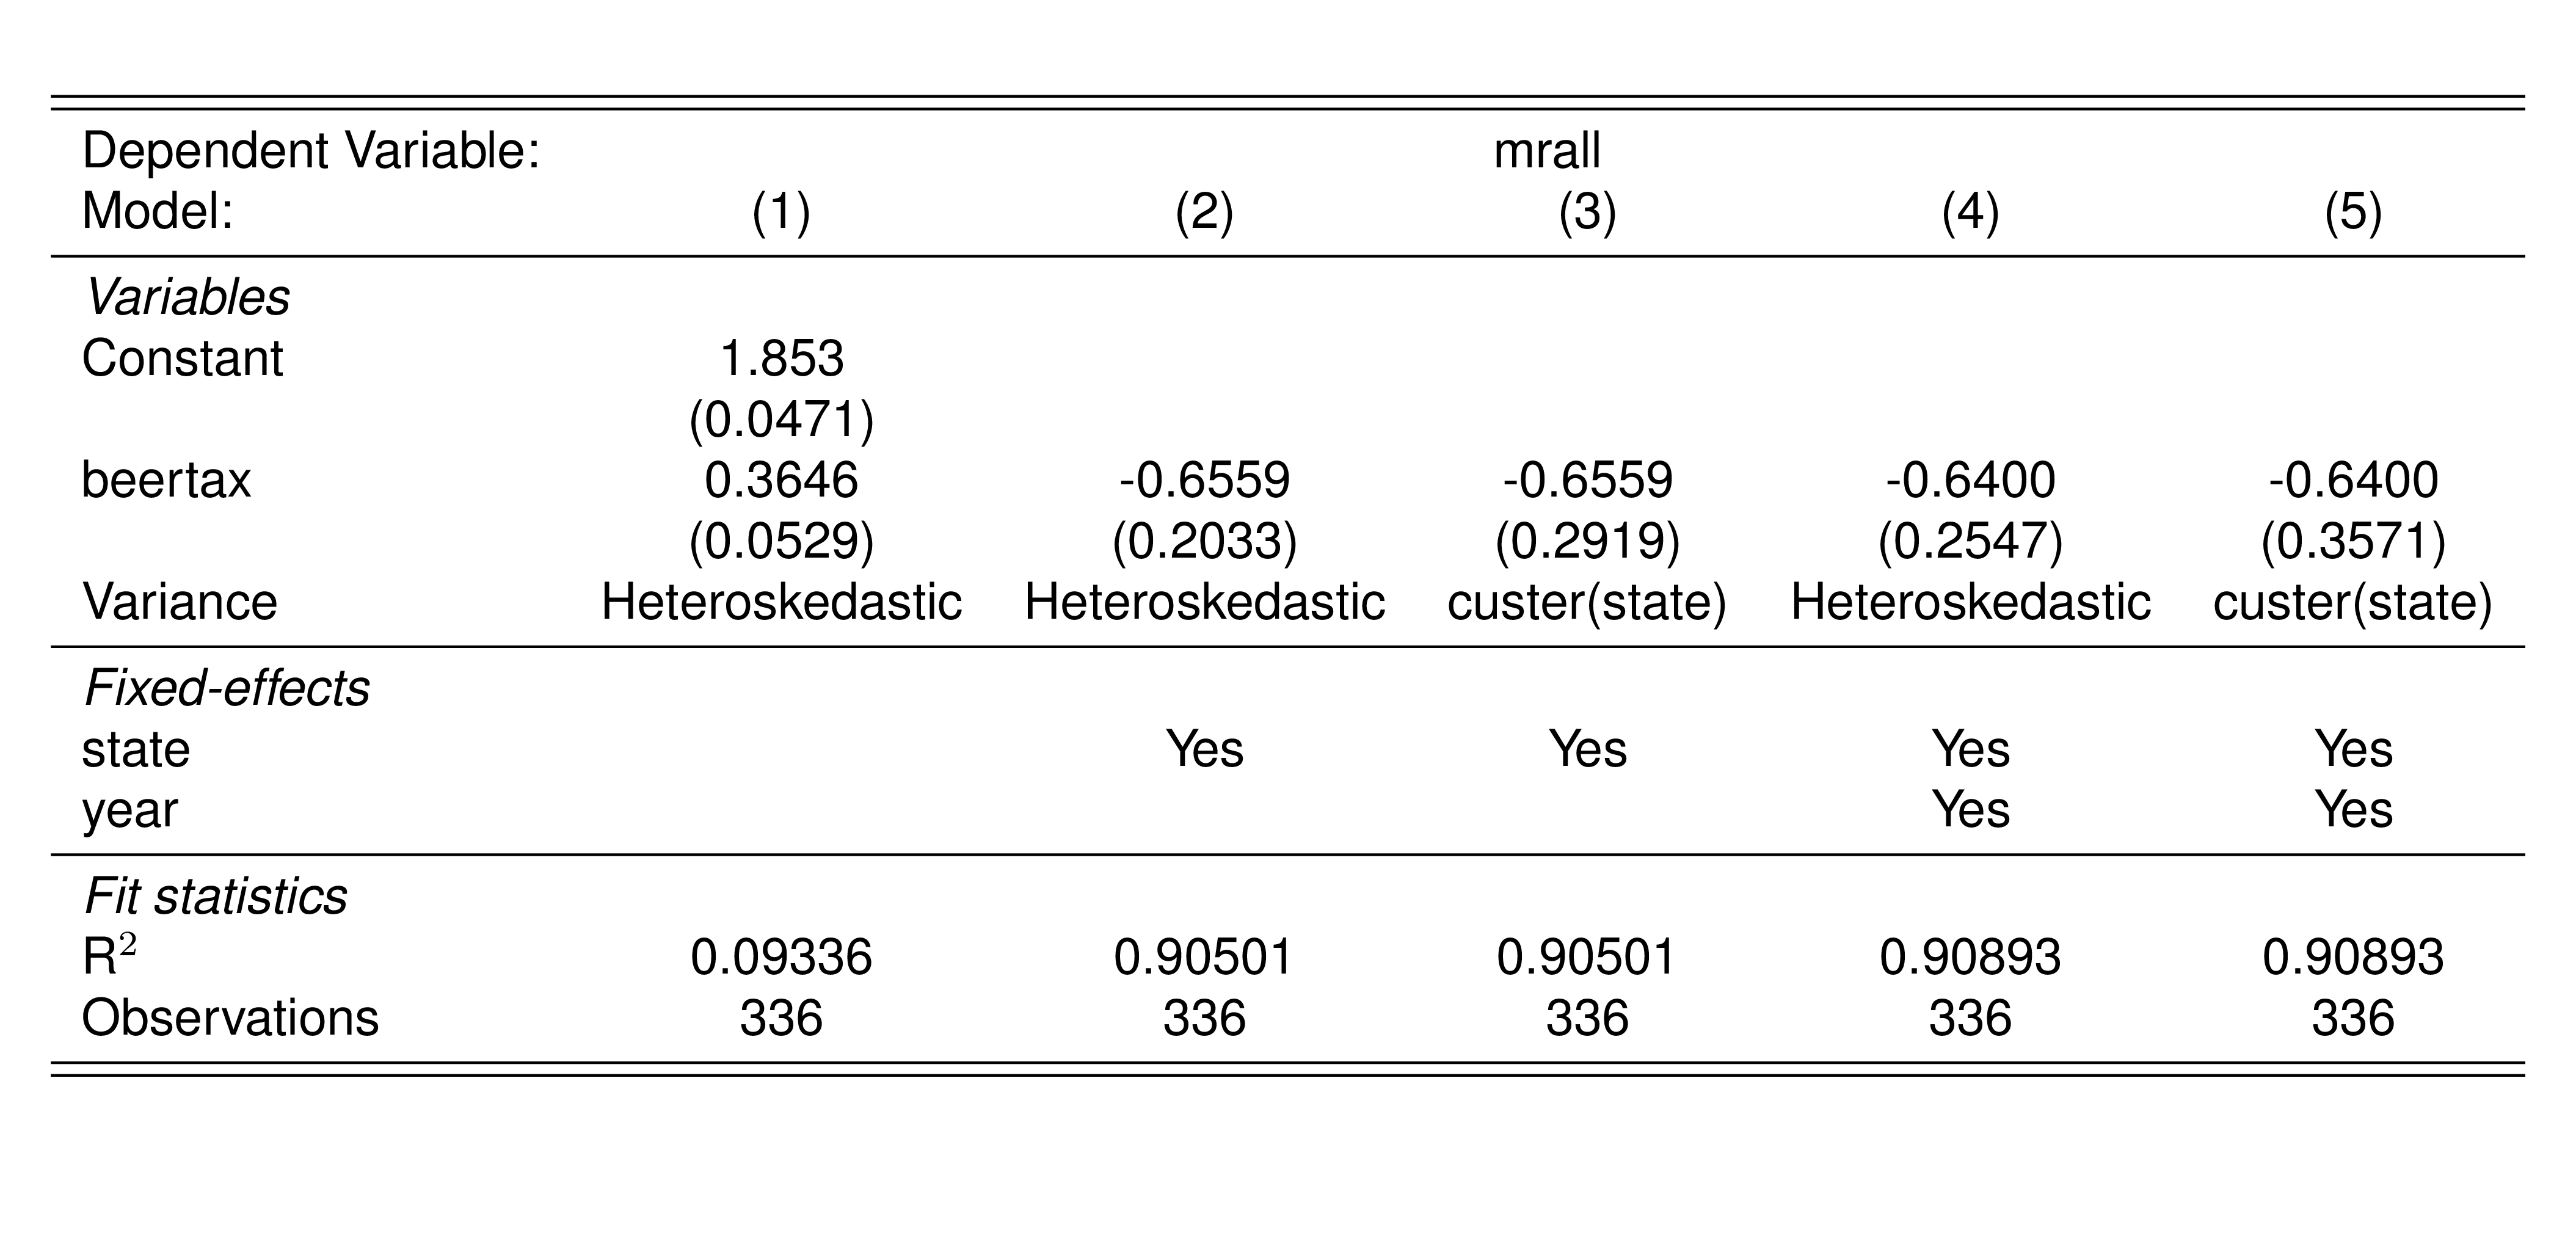 Dependent Variable: mrall
Model: (1) (2) (3) (4) (5)
Variables
Constant 1.853
(0.0471)
beertax 0.3646 -0.6559 -0.6559 -0.6400 -0.6400
(0.0529) (0.2033) (0.2919) (0.2547) (0.3571)
Variance Heteroskedastic Heteroskedastic custer(state) Heteroskedastic custer(state)
Fixed-effects
state Yes Yes Yes Yes
year Yes Yes
Fit statistics
R² 0.09336 0.90501 0.90501 0.90893 0.90893
Observations 336 336 336 336 336